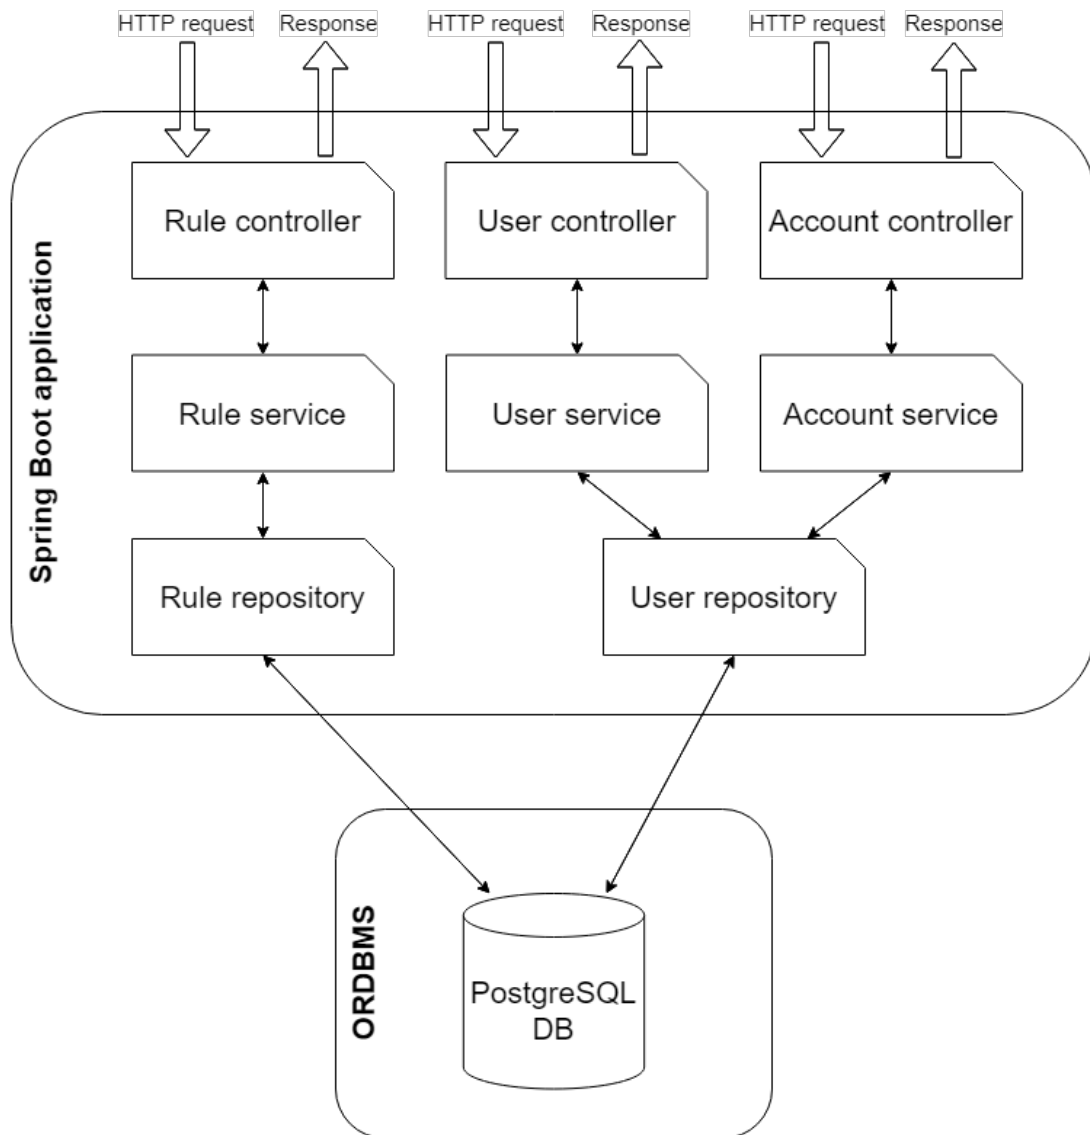 HTTP request
Response
HTTP request
Response
HTTP request
Response
Spring Boot application
Rule controller
User controller
Account controller
Rule service
User service
Account service
Rule repository
User repository
ORDBMS
PostgreSQL
DB